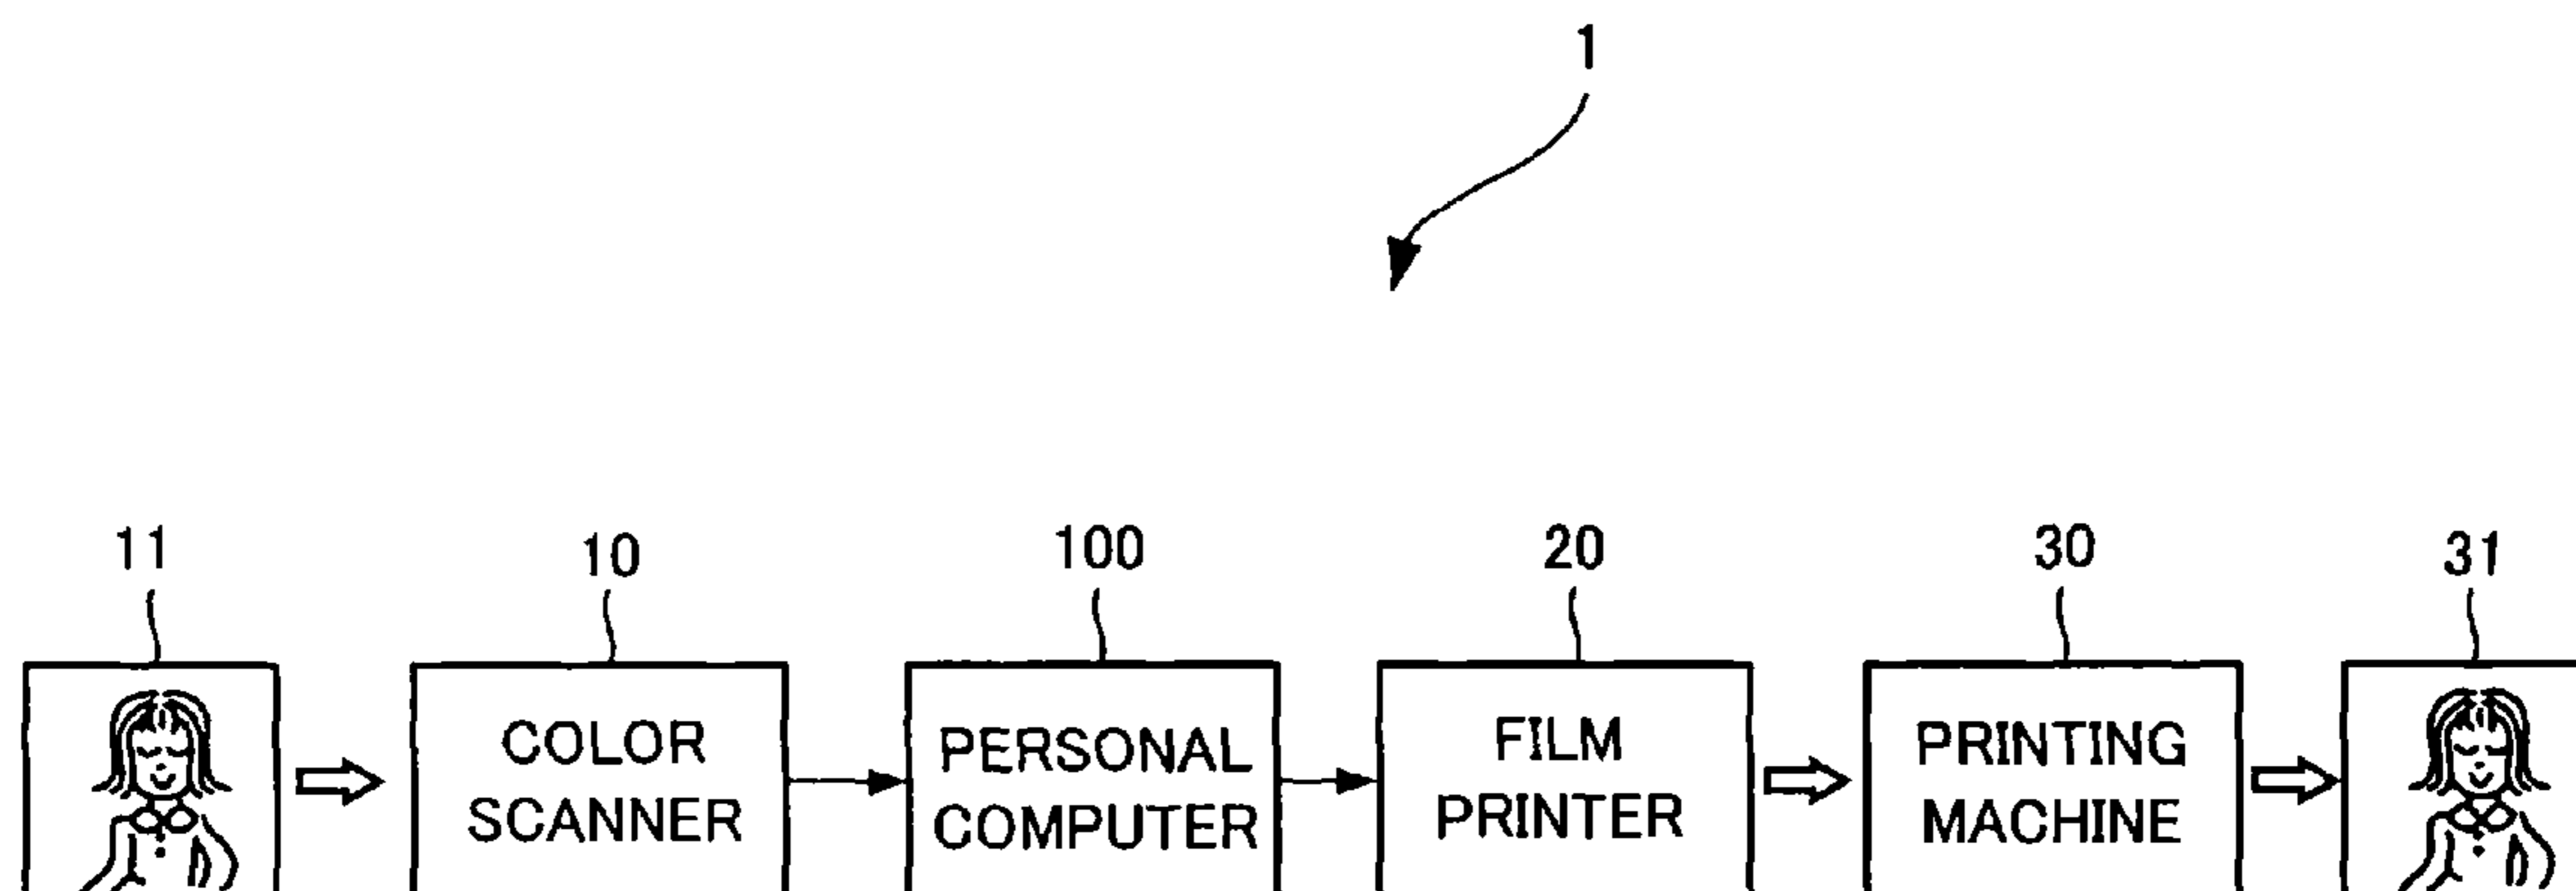 1
11
10
100
20
30
31
COLOR
SCANNER
PERSONAL
COMPUTER
FILM
PRINTER
PRINTING
MACHINE